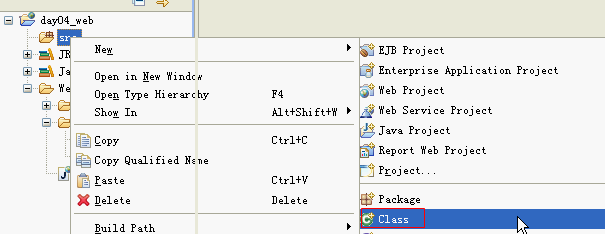 day04_web
src
JR
Ja
We
New
Open in New Window
Open Type Hierarchy F4
Show In Alt+Shift+W
Copy Ctrl+C
Copy Qualified Name
Paste Ctrl+V
Delete Delete
Build Path
EJB Project
Enterprise Application Project
Web Project
Web Service Project
Java Project
Report Web Project
Project...
Package
Class